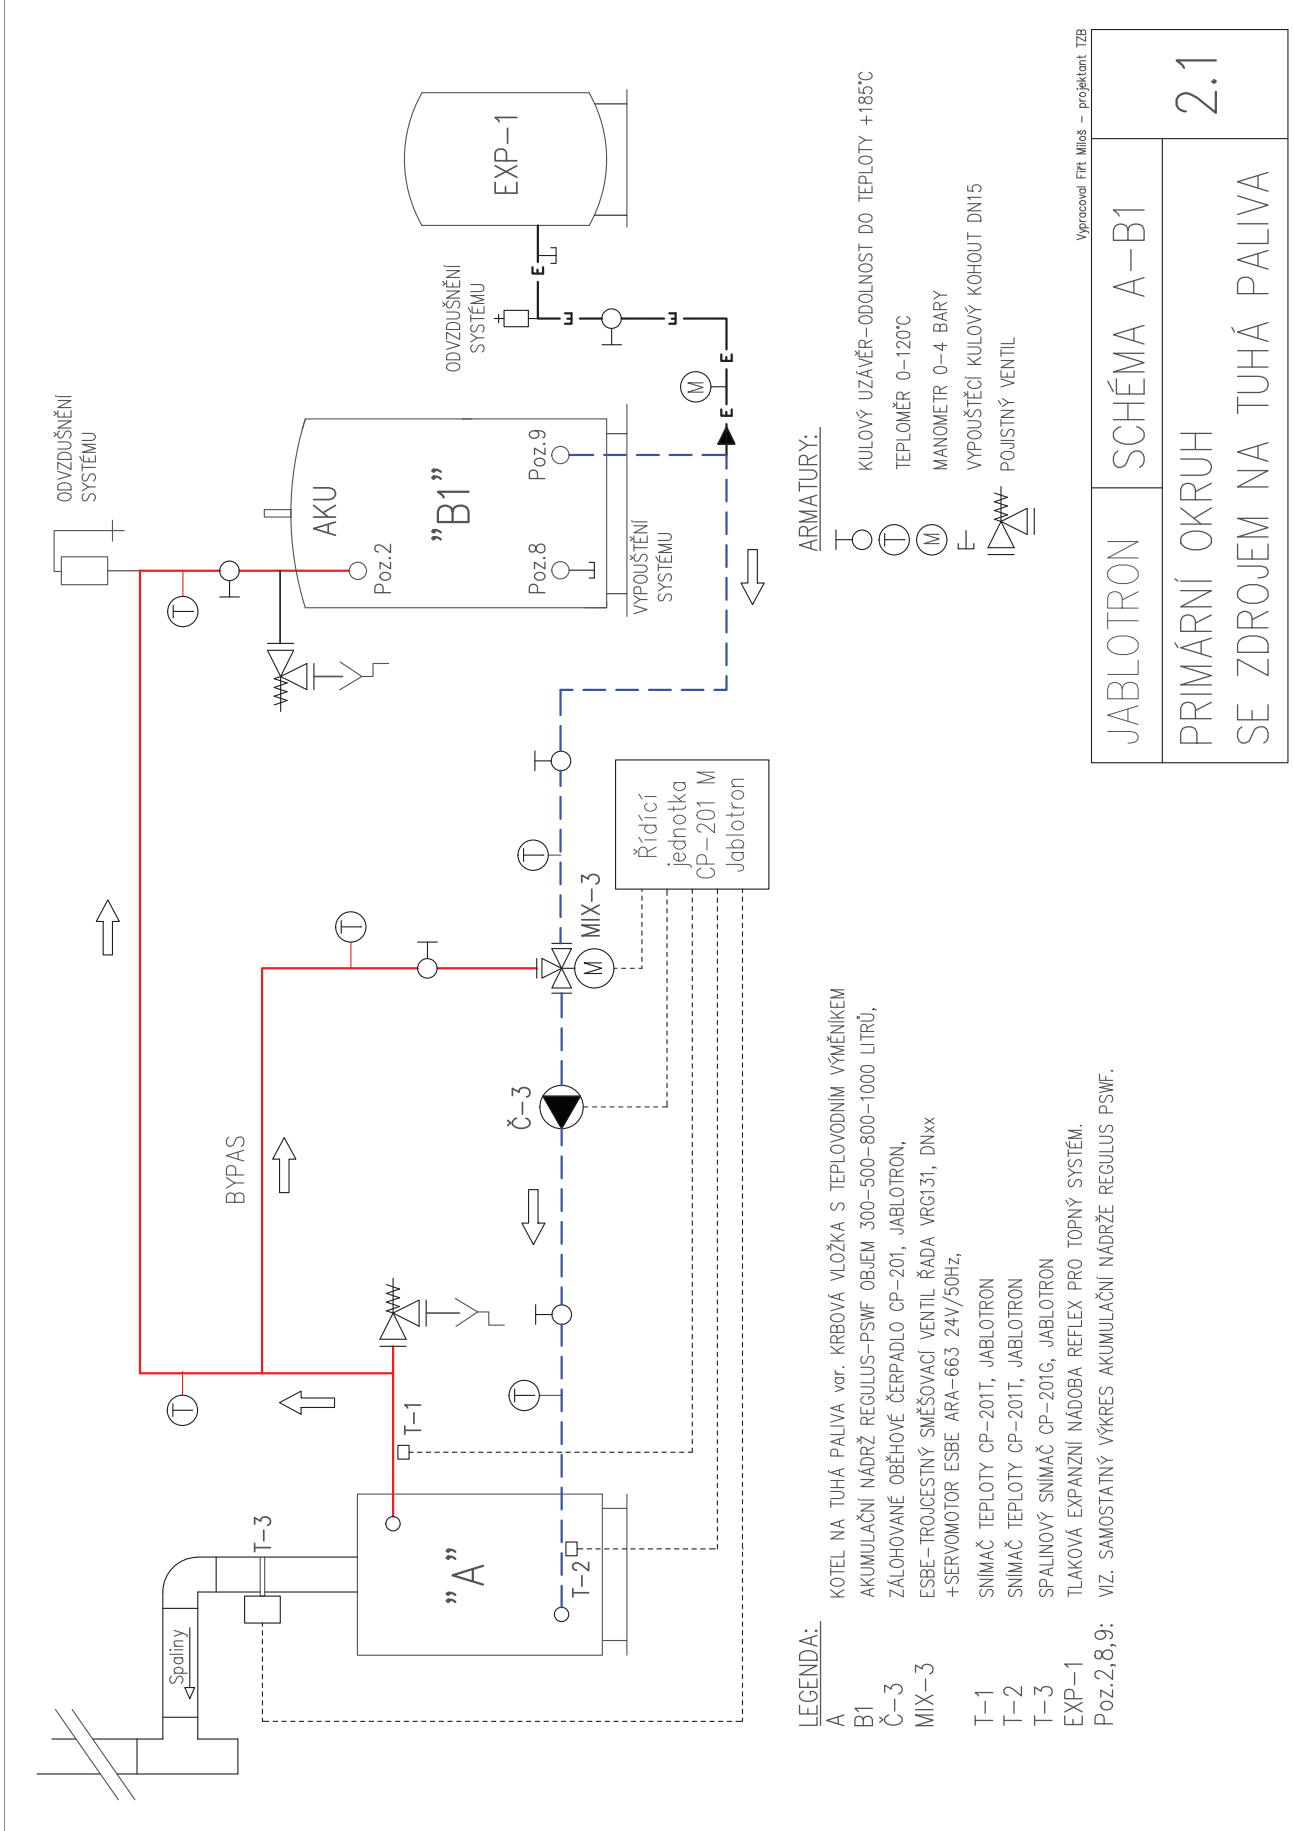 Spaliny
T-3
"A"
T-1
T-2
BYPAS
Č-3
MIX-3
M
T
T
T
T
T
Řídící
jednotka
CP-201 M
Jablotron
ODVZDUŠNĚNÍ
SYSTÉMU
AKU
"B1"
Poz.2
Poz.8
Poz.9
VYPOUŠTĚNÍ
SYSTÉMU
ODVZDUŠNĚNÍ
SYSTÉMU
EXP-1
E
E
E
E
E
M
LEGENDA:
A KOTEL NA TUHÁ PALIVA var. KRBOVÁ VLOŽKA S TEPLOVODNÍM VÝMĚNÍKEM
B1 AKUMULAČNÍ NÁDRŽ REGULUS-PSWF OBJEM 300-500-800-1000 LITRŮ,
Č-3 ZÁLOHOVANÉ OBĚHOVÉ ČERPADLO CP-201, JABLOTRON,
MIX-3 ESBE-TROJCESTNÝ SMĚŠOVACÍ VENTIL ŘADA VRG131, DNxx
+SERVOMOTOR ESBE ARA-663 24V/50Hz,
T-1 SNÍMAČ TEPLOTY CP-201T, JABLOTRON
T-2 SNÍMAČ TEPLOTY CP-201T, JABLOTRON
T-3 SPALINOVÝ SNÍMAČ CP-201G, JABLOTRON
EXP-1 TLAKOVÁ EXPANZNÍ NÁDOBA REFLEX PRO TOPNÝ SYSTÉM.
Poz.2,8,9: VIZ. SAMOSTATNÝ VÝKRES AKUMULAČNÍ NÁDRŽE REGULUS PSWF.
ARMATURY:
KULOVÝ UZÁVĚR-ODOLNOST DO TEPLOTY +185°C
T TEPLOMĚR 0-120°C
M MANOMETR 0-4 BARY
VYPOUŠTĚCÍ KULOVÝ KOHOUT DN15
POJISTNÝ VENTIL
Vypracoval Fiřt Miloš - projektant TZB
JABLOTRON SCHÉMA A-B1 2.1
PRIMÁRNÍ OKRUH
SE ZDROJEM NA TUHÁ PALIVA